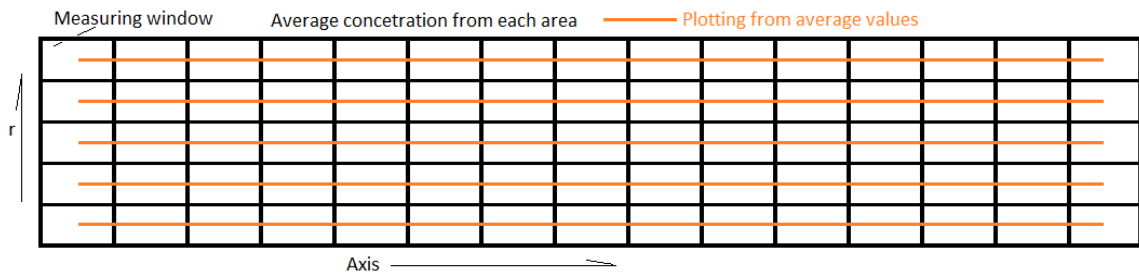 Measuring window
Average concetration from each area
Plotting from average values
r
Axis